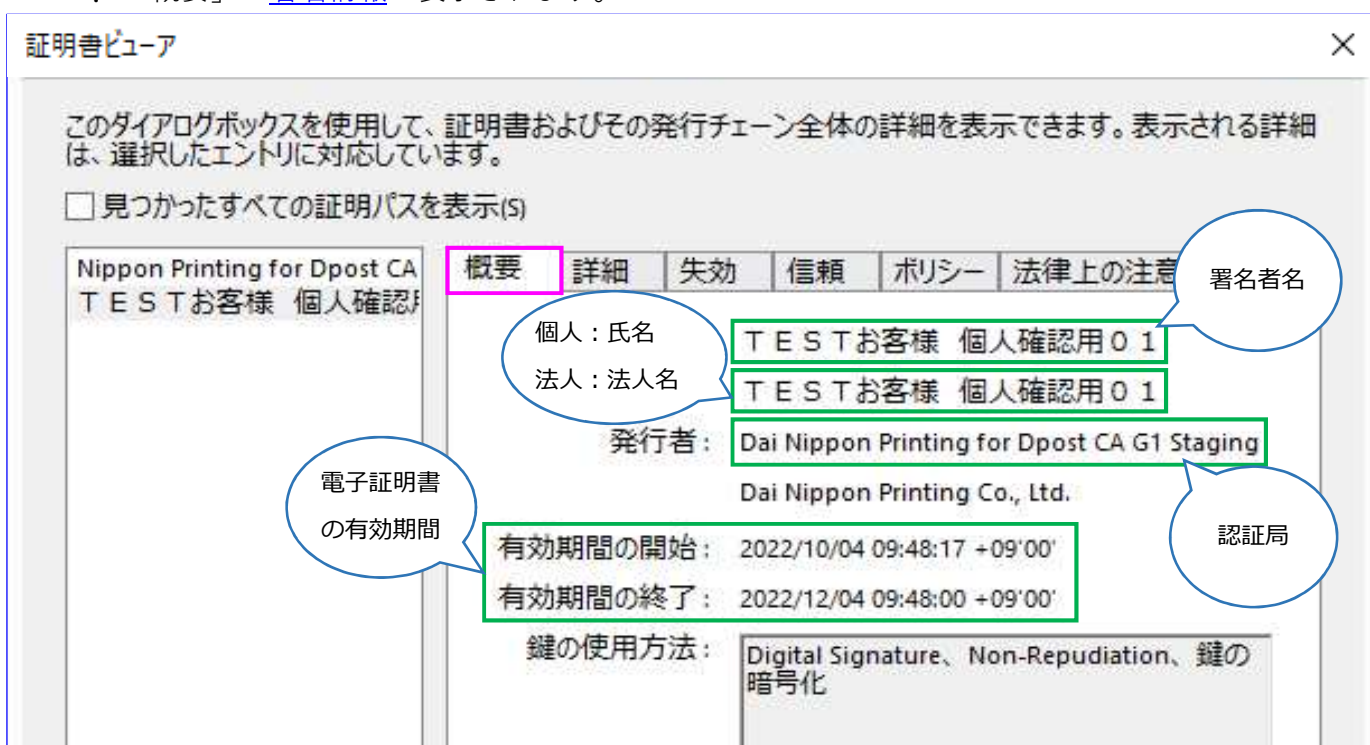 証明書ビューア
このダイアログボックスを使用して、証明書およびその発行チェーン全体の詳細を表示できます。表示される詳細
は、選択したエントリに対応しています。
見つかったすべての証明パスを表示(S)
Nippon Printing for Dpost CA
ＴＥＳＴお客様 個人確認
概要 詳細 失効 信頼 ポリシー 法律上の注意
署名者名
個人：氏名
法人：法人名
ＴＥＳＴお客様 個人確認用０１
ＴＥＳＴお客様 個人確認用０１
発行者： Dai Nippon Printing for Dpost CA G1 Staging
Dai Nippon Printing Co., Ltd.
認証局
電子証明書
の有効期間
有効期間の開始： 2022/10/04 09:48:17 +09'00'
有効期間の終了： 2022/12/04 09:48:00 +09'00'
鍵の使用方法： Digital Signature、Non-Repudiation、鍵の
暗号化